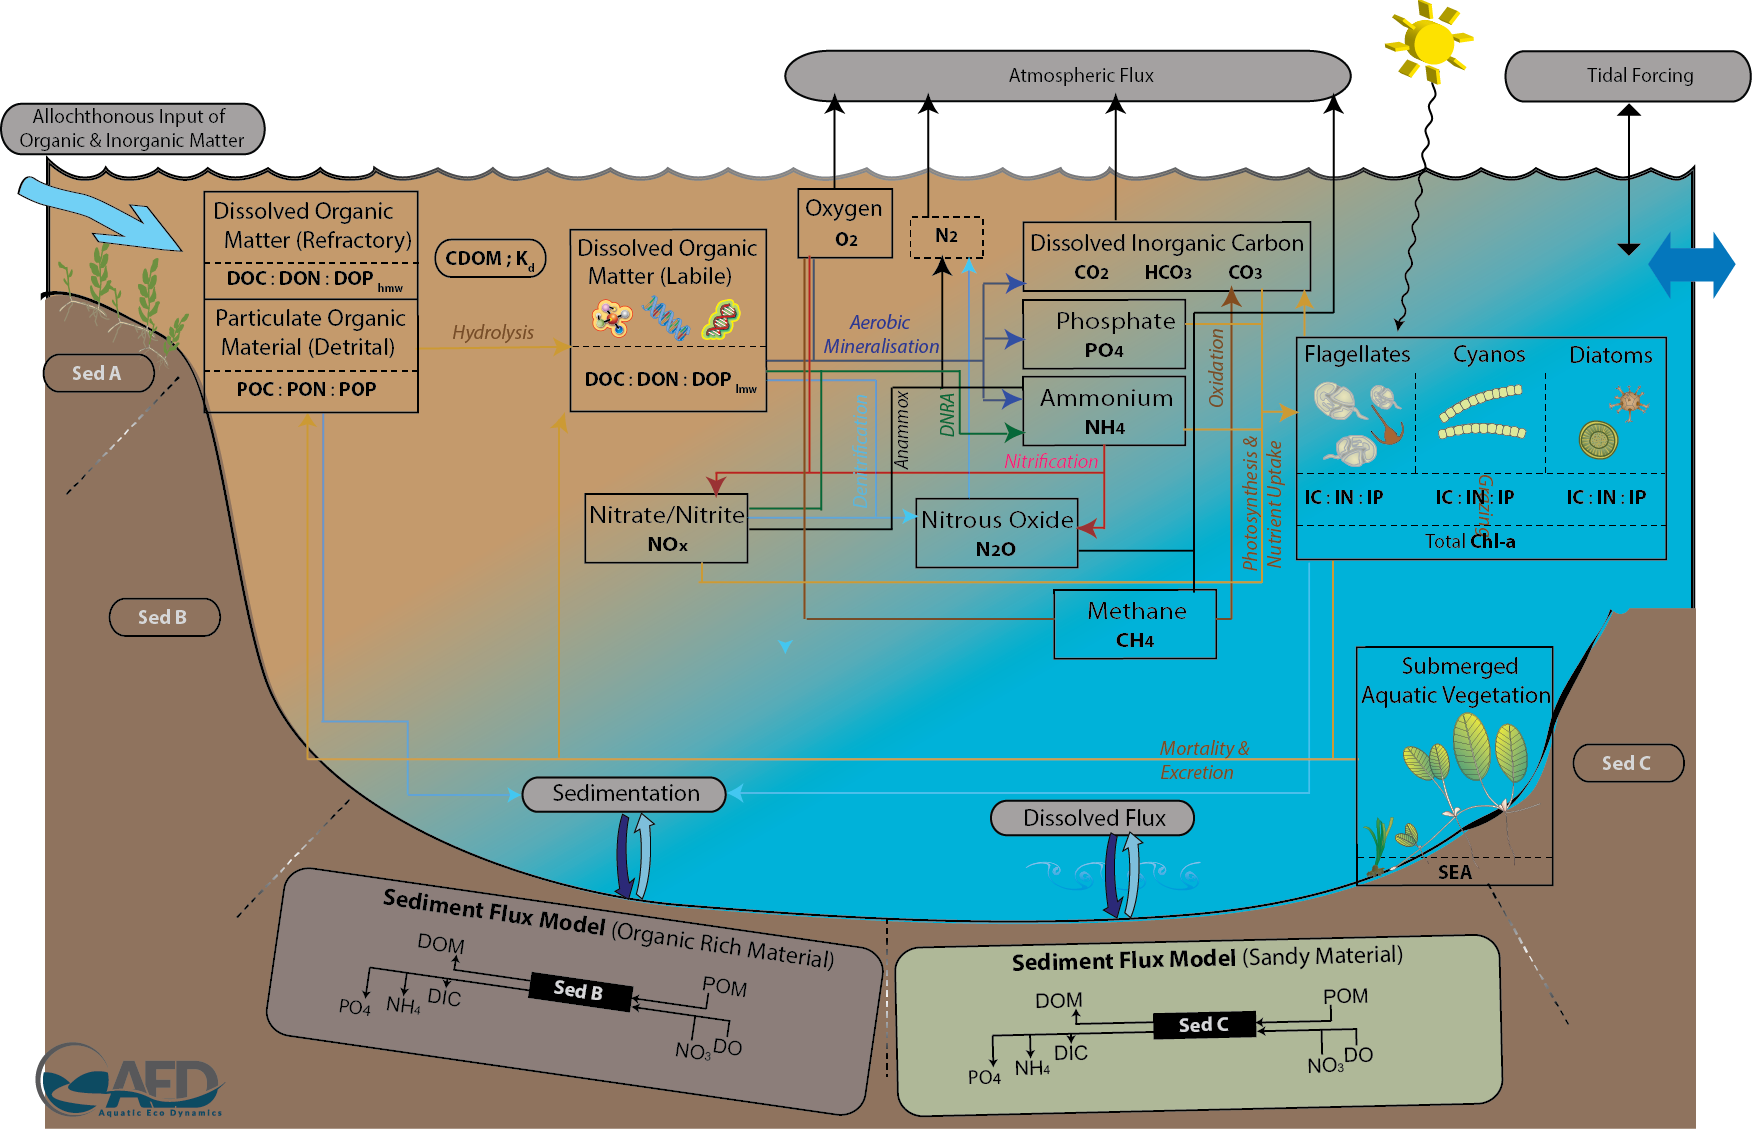 Atmospheric Flux
Tidal Forcing
Allochthonous Input of
Organic & Inorganic Matter
Dissolved Organic
Matter (Refractory)
DOC : DON : DOP hmw
Particulate Organic
Material (Detrital)
POC : PON : POP
CDOM ; Kd
Hydrolysis
Dissolved Organic
Matter (Labile)
DOC : DON : DOP lmw
Oxygen
O2
N2
Dissolved Inorganic Carbon
CO2 HCO3 CO3
Aerobic
Mineralisation
Phosphate
PO4
Ammonium
NH4
Oxidation
Anammox
DNRA
Denitrification
Nitrification
Photosynthesis &
Nutrient Uptake
Flagellates Cyanos Diatoms
IC : IN : IP IC : IN : IP IC : IN : IP
Grazing
Total Chl-a
Nitrate/Nitrite
NOx
Nitrous Oxide
N2O
Methane
CH4
Sed A
Sed B
Sed C
Submerged
Aquatic Vegetation
SEA
Mortality &
Excretion
Sedimentation
Dissolved Flux
Sediment Flux Model (Organic Rich Material)
DOM
PO4 NH4 DIC
Sed B
POM
NO3 DO
Sediment Flux Model (Sandy Material)
DOM
PO4 NH4 DIC
Sed C
POM
NO3 DO
AED
Aquatic Eco Dynamics